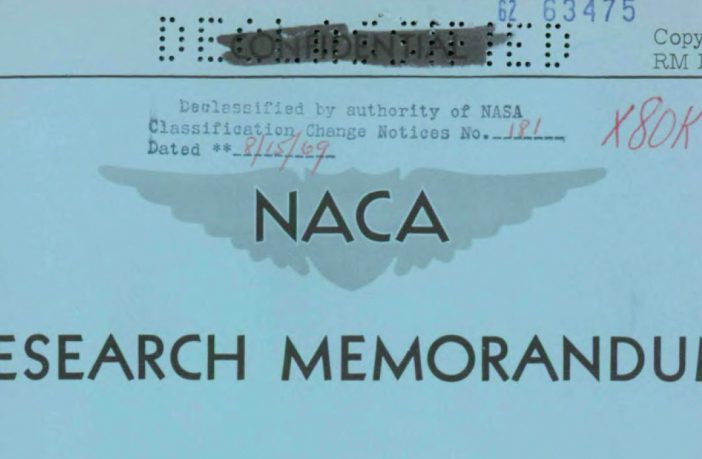 62 63475
DECLASSIFIED
CONFIDENTIAL
Copy
RM
Declassified by authority of NASA
Classification Change Notices No. 181
Dated ** 8/15/69
X80K
NACA
ESEARCH MEMORANDU